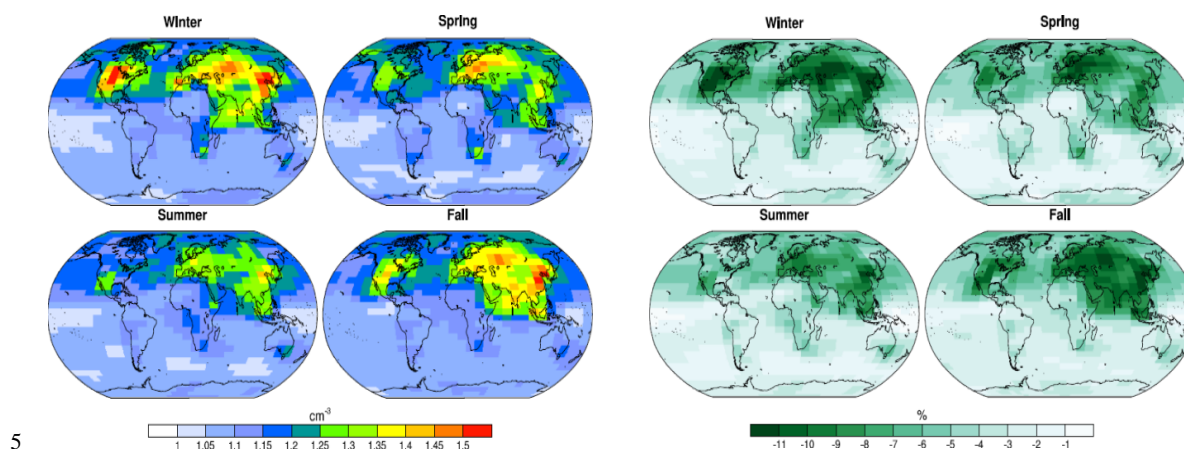 Winter Spring Winter Spring
Summer Fall Summer Fall
cm-3 %
1 1.05 1.1 1.15 1.2 1.25 1.3 1.35 1.4 1.45 1.5 -11 -10 -9 -8 -7 -6 -5 -4 -3 -2 -1
5